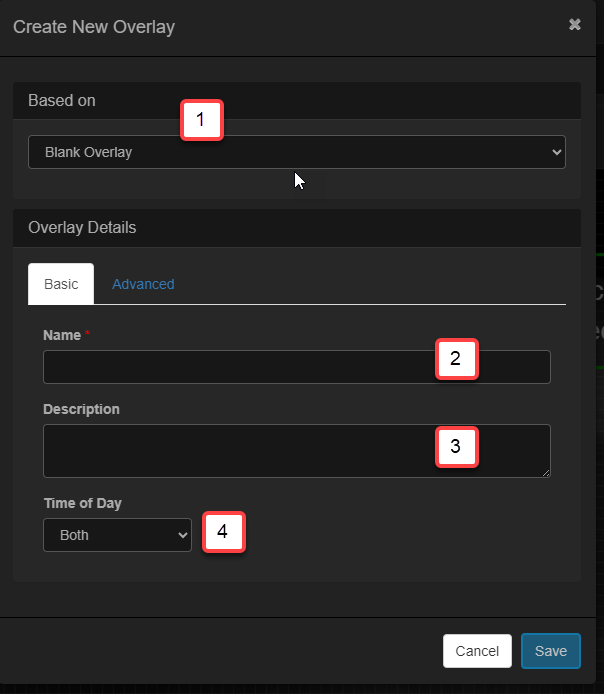 Create New Overlay
Based on
1
Blank Overlay
Overlay Details
Basic Advanced
Name *
2
Description
3
Time of Day
Both
4
Cancel Save